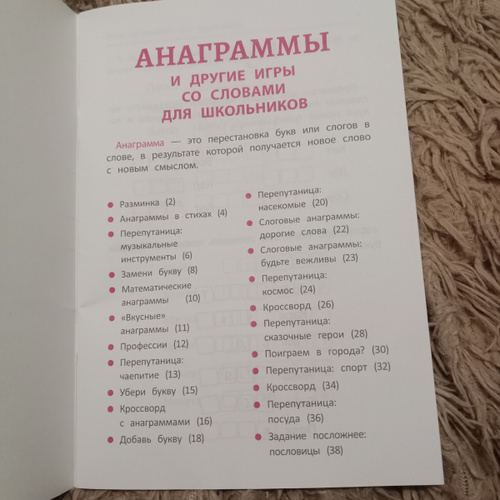 АНАГРАММЫ
И ДРУГИЕ ИГРЫ
СО СЛОВАМИ
ДЛЯ ШКОЛЬНИКОВ
Анаграмма — это перестановка букв или слогов в
слове, в результате которой получается новое слово
с новым смыслом.
Разминка (2)
Анаграммы в стихах (4)
Перепутаница:
музыкальные
инструменты (6)
Замени букву (8)
Математические
анаграммы (10)
«Вкусные»
анаграммы (11)
Профессии (12)
Перепутаница:
чаепитие (13)
Убери букву (15)
Кроссворд
с анаграммами (16)
Добавь букву (18)
Перепутаница:
насекомые (20)
Слоговые анаграммы:
дорогие слова (22)
Слоговые анаграммы:
будьте вежливы (23)
Перепутаница:
космос (24)
Кроссворд (26)
Перепутаница:
сказочные герои (28)
Поиграем в города? (30)
Перепутаница: спорт (32)
Кроссворд (34)
Перепутаница:
посуда (36)
Задание посложнее:
пословицы (38)